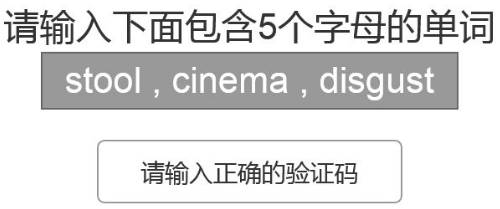 请输入下面包含5个字母的单词
stool , cinema , disgust
请输入正确的验证码